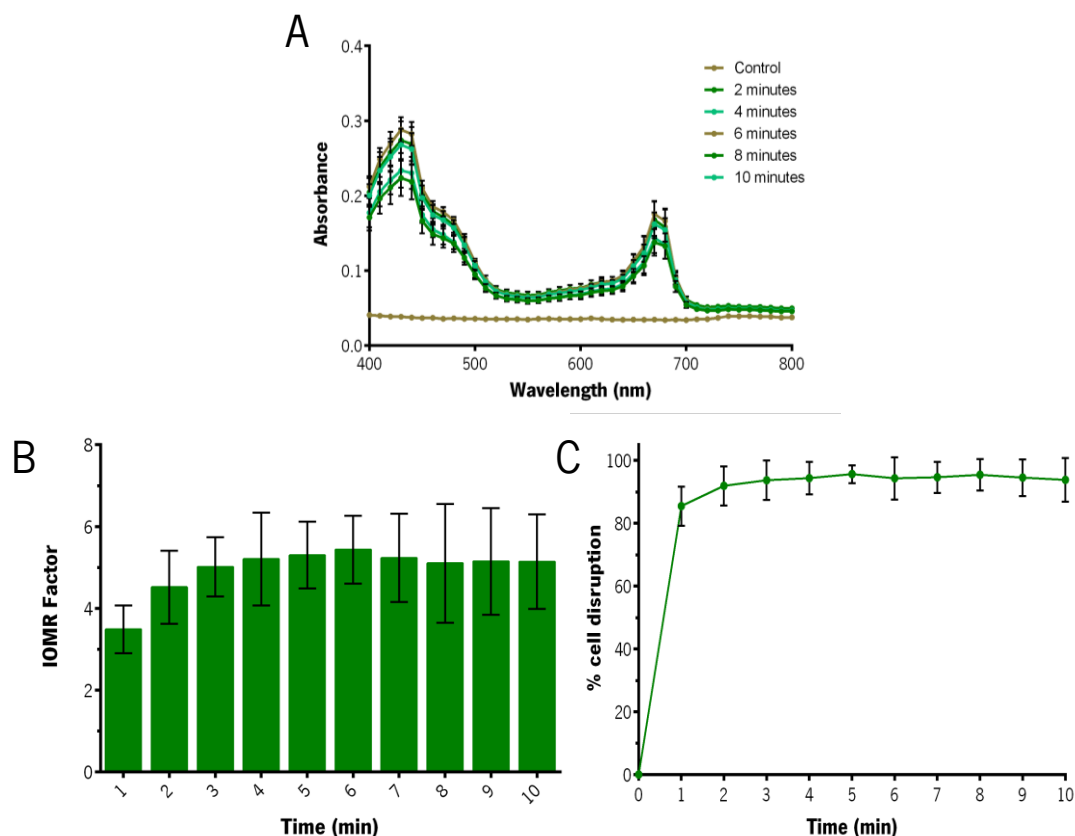 A
0.4
0.3
0.2
0.1
0.0
Absorbance
400
500
600
700
800
Wavelength (nm)
Control
2 minutes
4 minutes
6 minutes
8 minutes
10 minutes
B
8
6
4
2
0
IOMR Factor
1
2
3
4
5
6
7
8
9
10
Time (min)
C
100
80
60
40
20
0
% cell disruption
0
1
2
3
4
5
6
7
8
9
10
Time (min)